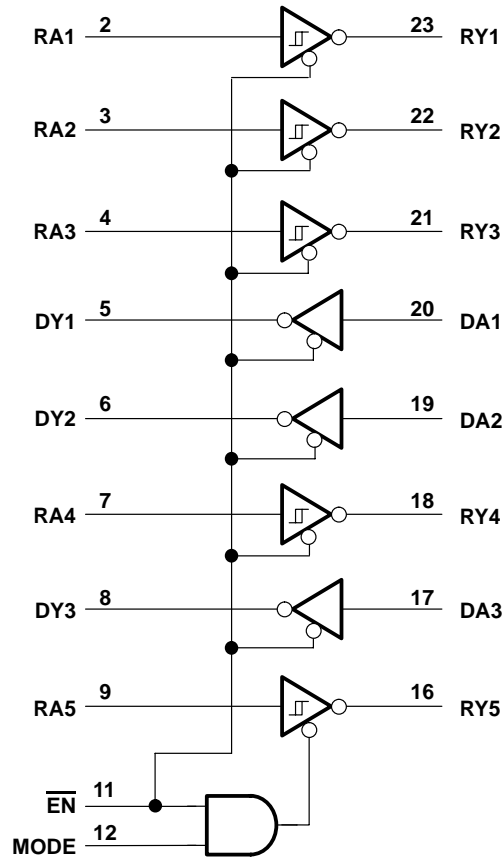 RA1 2 23 RY1
RA2 3 22 RY2
RA3 4 21 RY3
DY1 5 20 DA1
DY2 6 19 DA2
RA4 7 18 RY4
DY3 8 17 DA3
RA5 9 16 RY5
EN 11
MODE 12